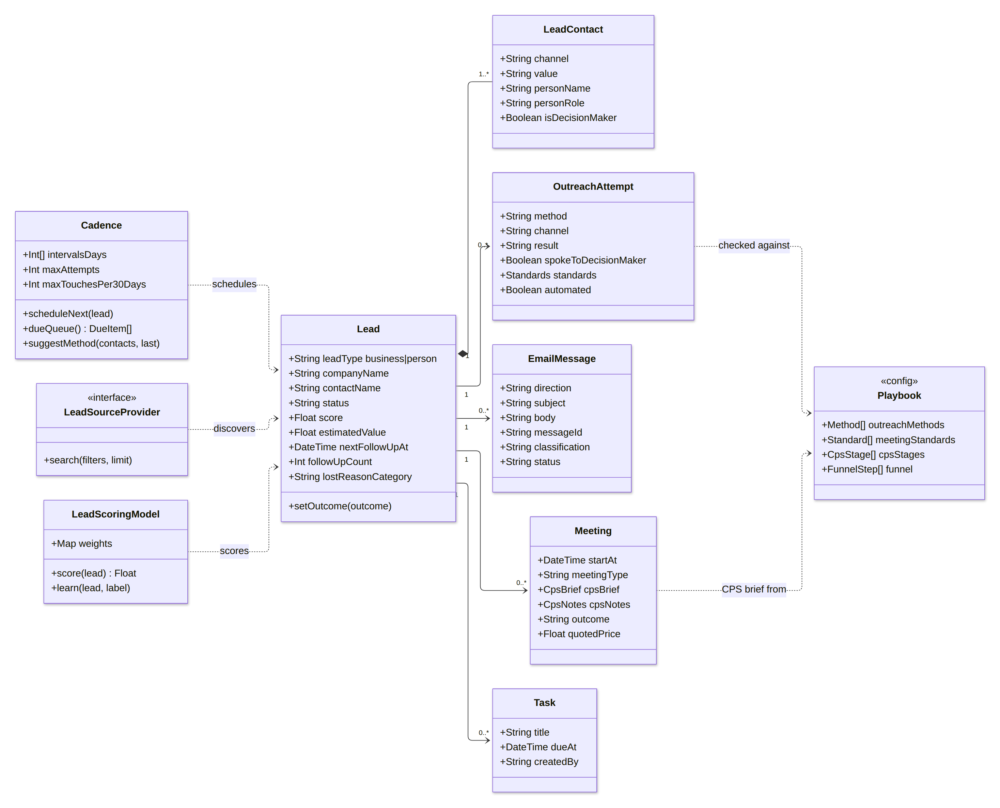 LeadContact
+String channel
+String value
+String personName
+String personRole
+Boolean isDecisionMaker
1..*
OutreachAttempt
+String method
+String channel
+String result
+Boolean spokeToDecisionMaker
+Standards standards
+Boolean automated
0..*
checked against
Cadence
+Int[] intervalsDays
+Int maxAttempts
+Int maxTouchesPer30Days
+scheduleNext(lead)
+dueQueue() : DueItem[]
+suggestMethod(contacts, last)
schedules
«interface»
LeadSourceProvider
+search(filters, limit)
discovers
LeadScoringModel
+Map weights
+score(lead) : Float
+learn(lead, label)
scores
Lead
+String leadType business|person
+String companyName
+String contactName
+String status
+Float score
+Float estimatedValue
+DateTime nextFollowUpAt
+Int followUpCount
+String lostReasonCategory
+setOutcome(outcome)
1
1
1
1
1
EmailMessage
+String direction
+String subject
+String body
+String messageId
+String classification
+String status
0..*
«config»
Playbook
+Method[] outreachMethods
+Standard[] meetingStandards
+CpsStage[] cpsStages
+FunnelStep[] funnel
Meeting
+DateTime startAt
+String meetingType
+CpsBrief cpsBrief
+CpsNotes cpsNotes
+String outcome
+Float quotedPrice
0..*
CPS brief from
Task
+String title
+DateTime dueAt
+String createdBy
0..*